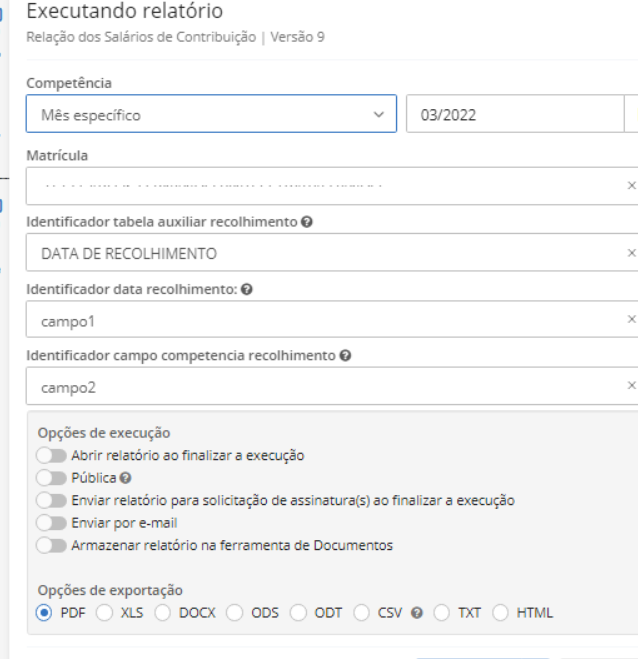 Executando relatório
Relação dos Salários de Contribuição | Versão 9
Competência
Mês específico
03/2022
Matrícula
Identificador tabela auxiliar recolhimento
DATA DE RECOLHIMENTO
Identificador data recolhimento:
campo1
Identificador campo competencia recolhimento
campo2
Opções de execução
Abrir relatório ao finalizar a execução
Pública
Enviar relatório para solicitação de assinatura(s) ao finalizar a execução
Enviar por e-mail
Armazenar relatório na ferramenta de Documentos
Opções de exportação
PDF XLS DOCX ODS ODT CSV TXT HTML